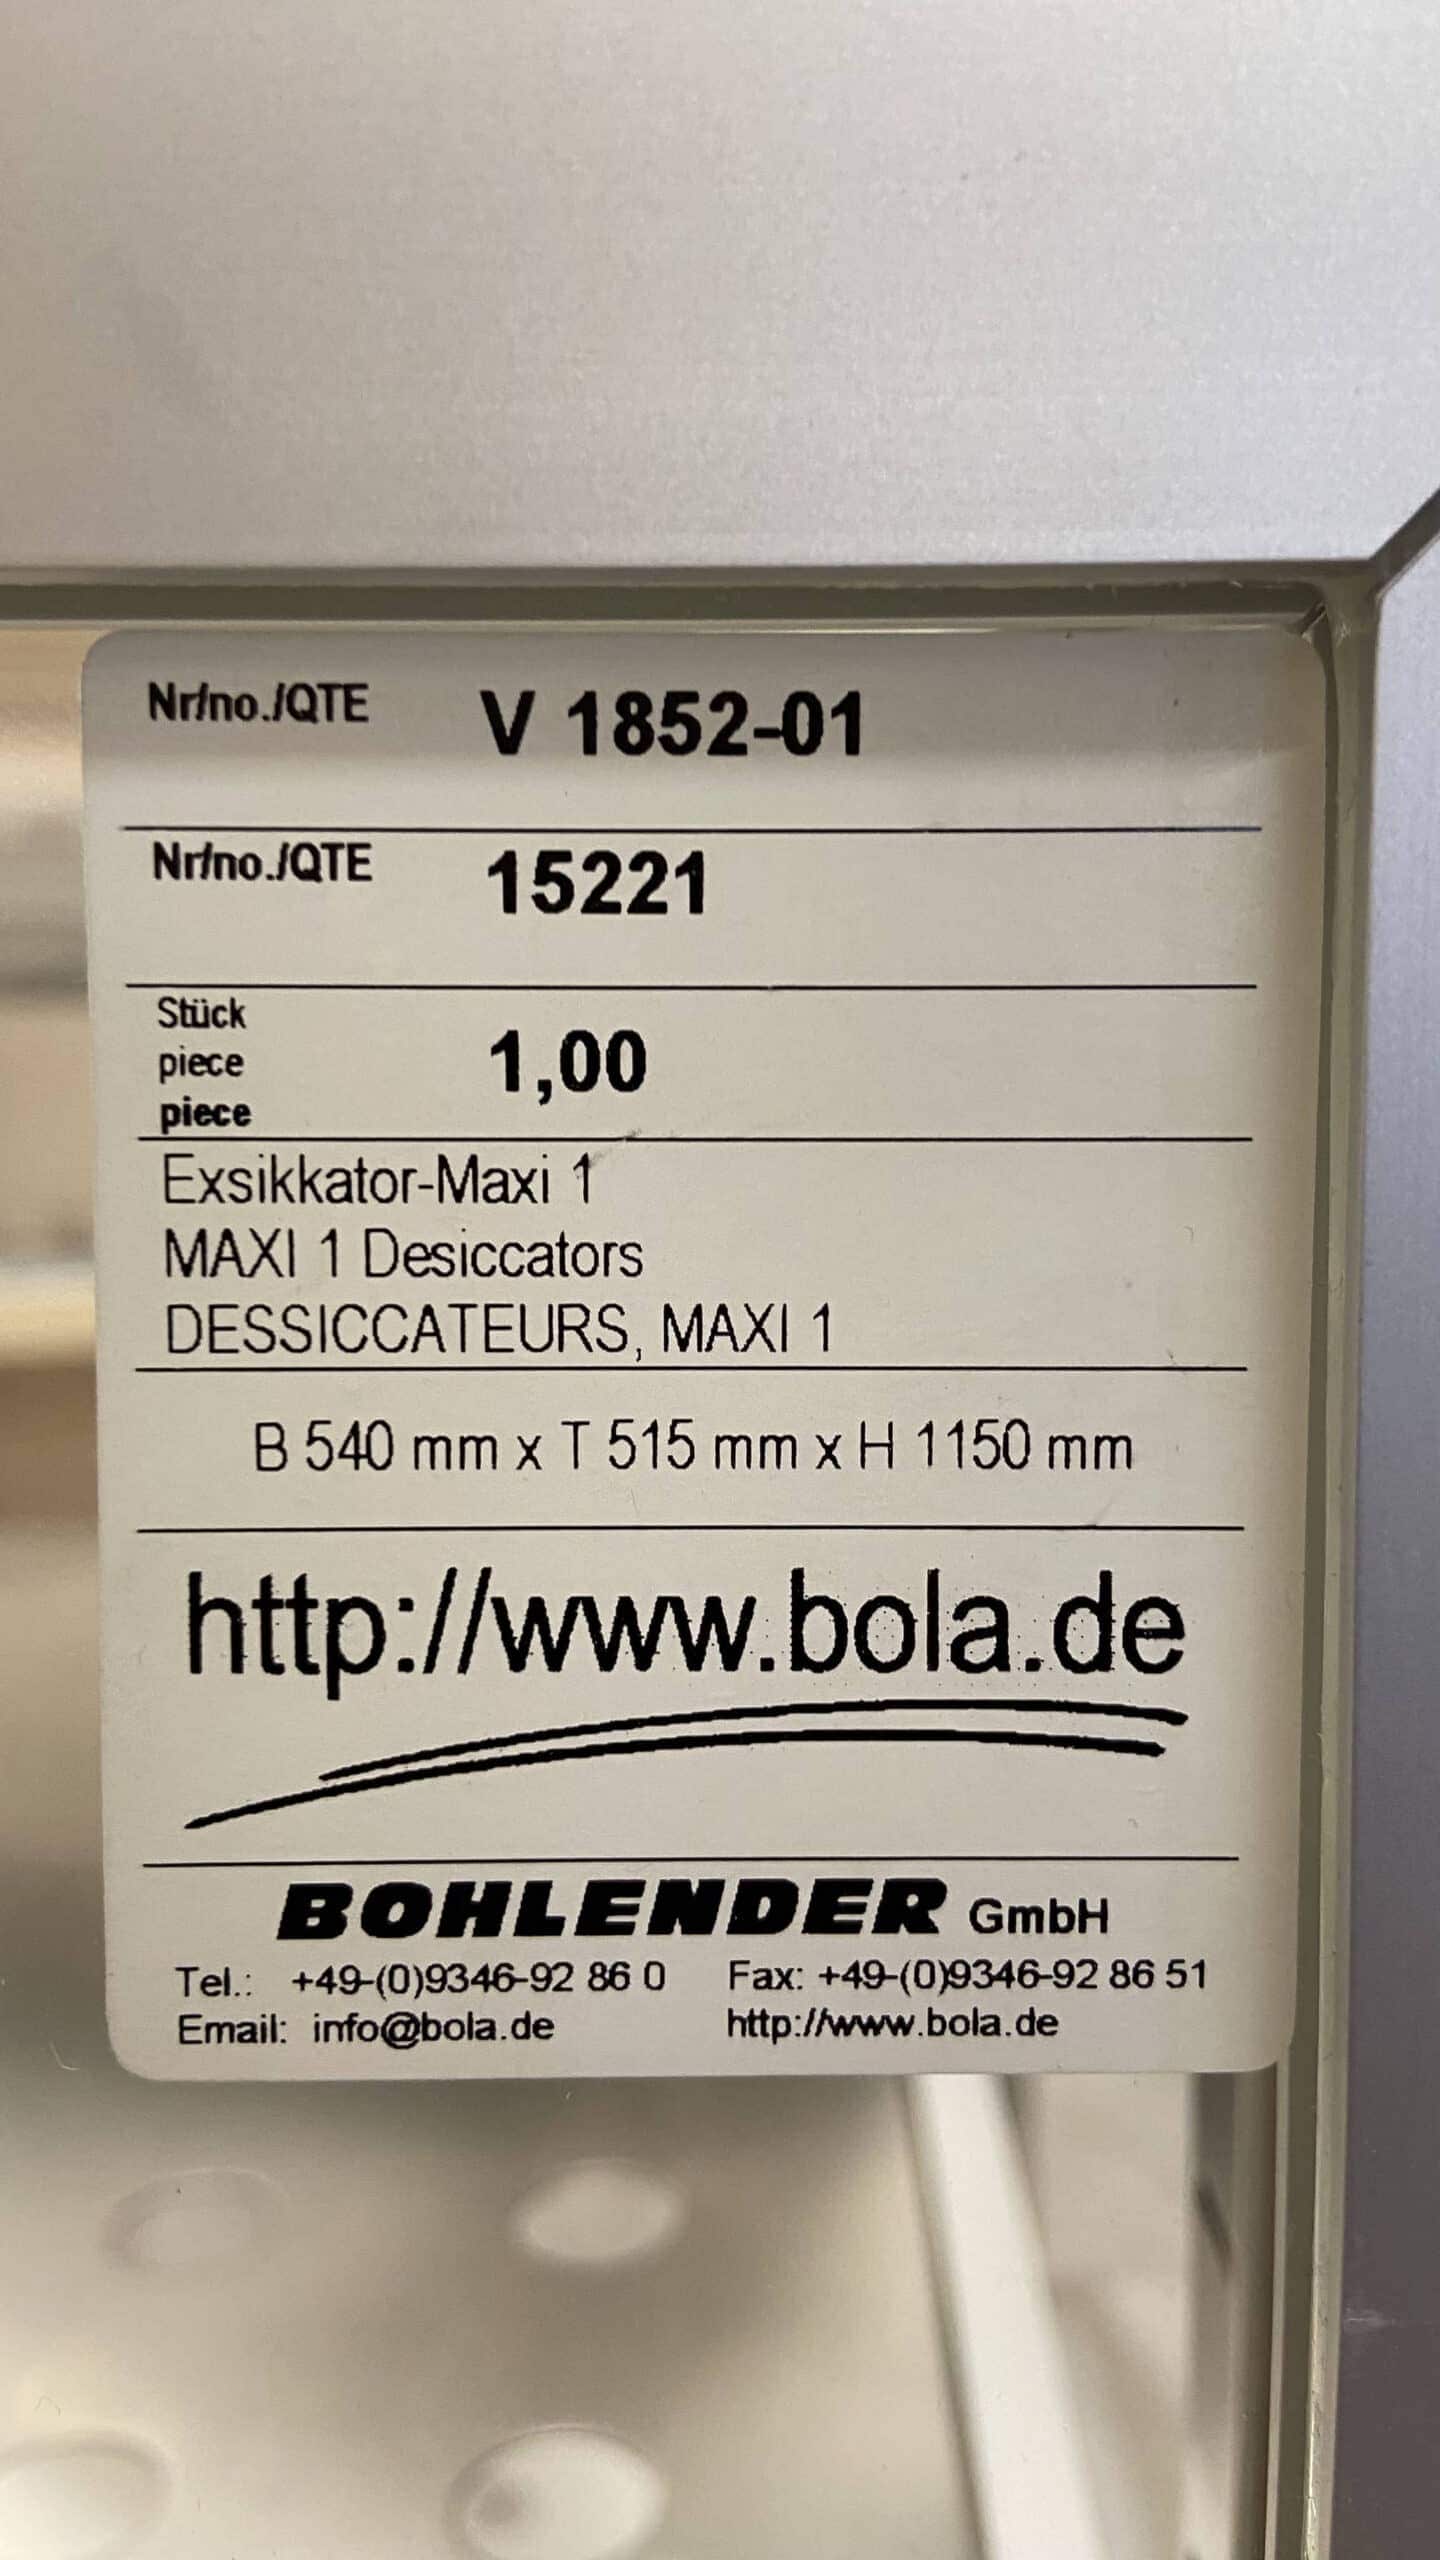 Nr/no./QTE V 1852-01
Nr/no./QTE 15221
Stück
piece 1,00
piece
Exsikkator-Maxi 1
MAXI 1 Desiccators
DESSICCATEURS, MAXI 1
B 540 mm x T 515 mm x H 1150 mm
http://www.bola.de
BOHLENDER GmbH
Tel.: +49-(0)9346-92 86 0 Fax: +49-(0)9346-92 86 51
Email: info@bola.de http://www.bola.de